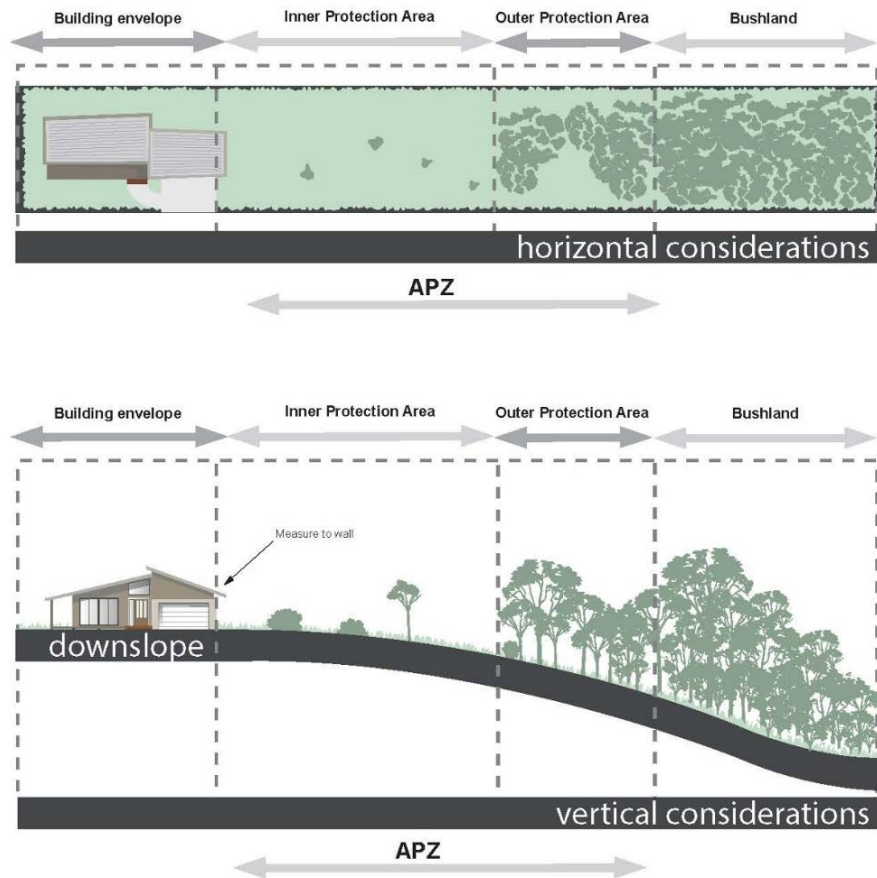 Building envelope
Inner Protection Area
Outer Protection Area
Bushland
horizontal considerations
APZ
Building envelope
Inner Protection Area
Outer Protection Area
Bushland
Measure to wall
downslope
vertical considerations
APZ